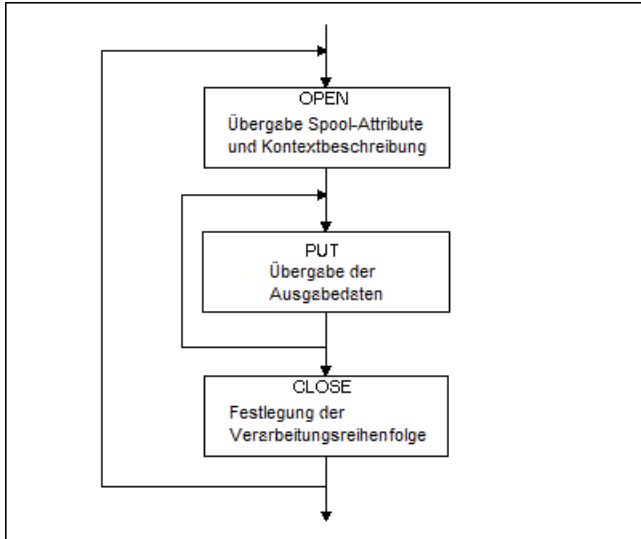 OPEN
Übergabe Spool-Attribute
und Kontextbeschreibung
PUT
Übergabe der
Ausgabedaten
CLOSE
Festlegung der
Verarbeitungsreihenfolge